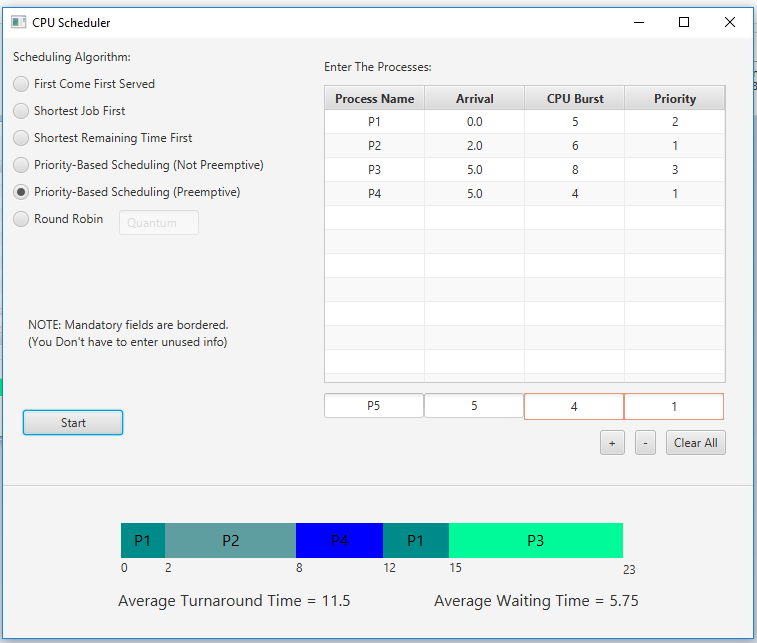 CPU Scheduler
Scheduling Algorithm:
First Come First Served
Shortest Job First
Shortest Remaining Time First
Priority-Based Scheduling (Not Preemptive)
Priority-Based Scheduling (Preemptive)
Round Robin Quantum
NOTE: Mandatory fields are bordered.
(You Don't have to enter unused info)
Start
Enter The Processes:
Process Name Arrival CPU Burst Priority
P1 0.0 5 2
P2 2.0 6 1
P3 5.0 8 3
P4 5.0 4 1
P5 5 4 1
+ - Clear All
P1 P2 P4 P1 P3
0 2 8 12 15 23
Average Turnaround Time = 11.5 Average Waiting Time = 5.75